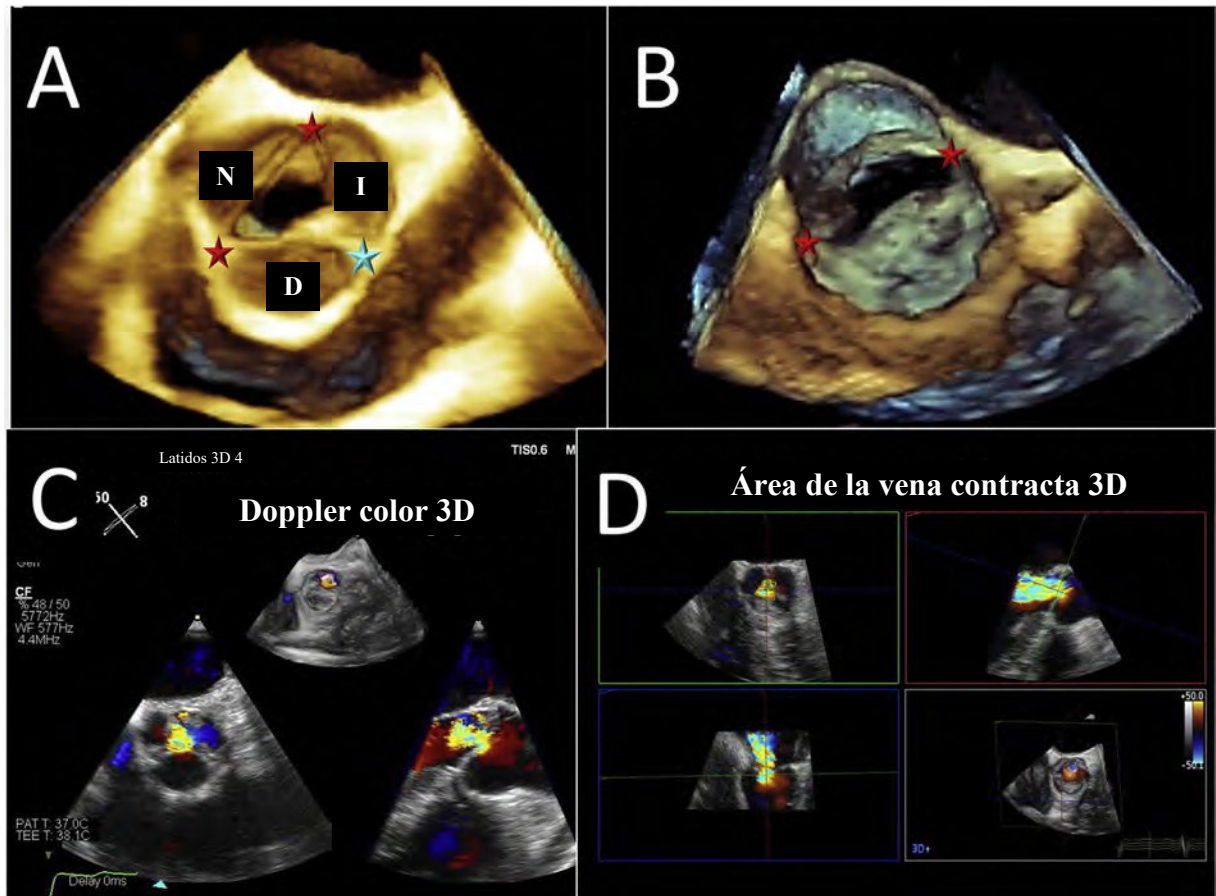 A
B
N
I
D
C
Latidos 3D 4
TIS0.6 M
50 8
Doppler color 3D
CF
% 48 / 50
5772Hz
WF 577Hz
4.4MHz
PAT T: 37.0C
TEE T: 38.1C
Delay 0ms
D
Área de la vena contracta 3D
+50.0
-50.1
3D